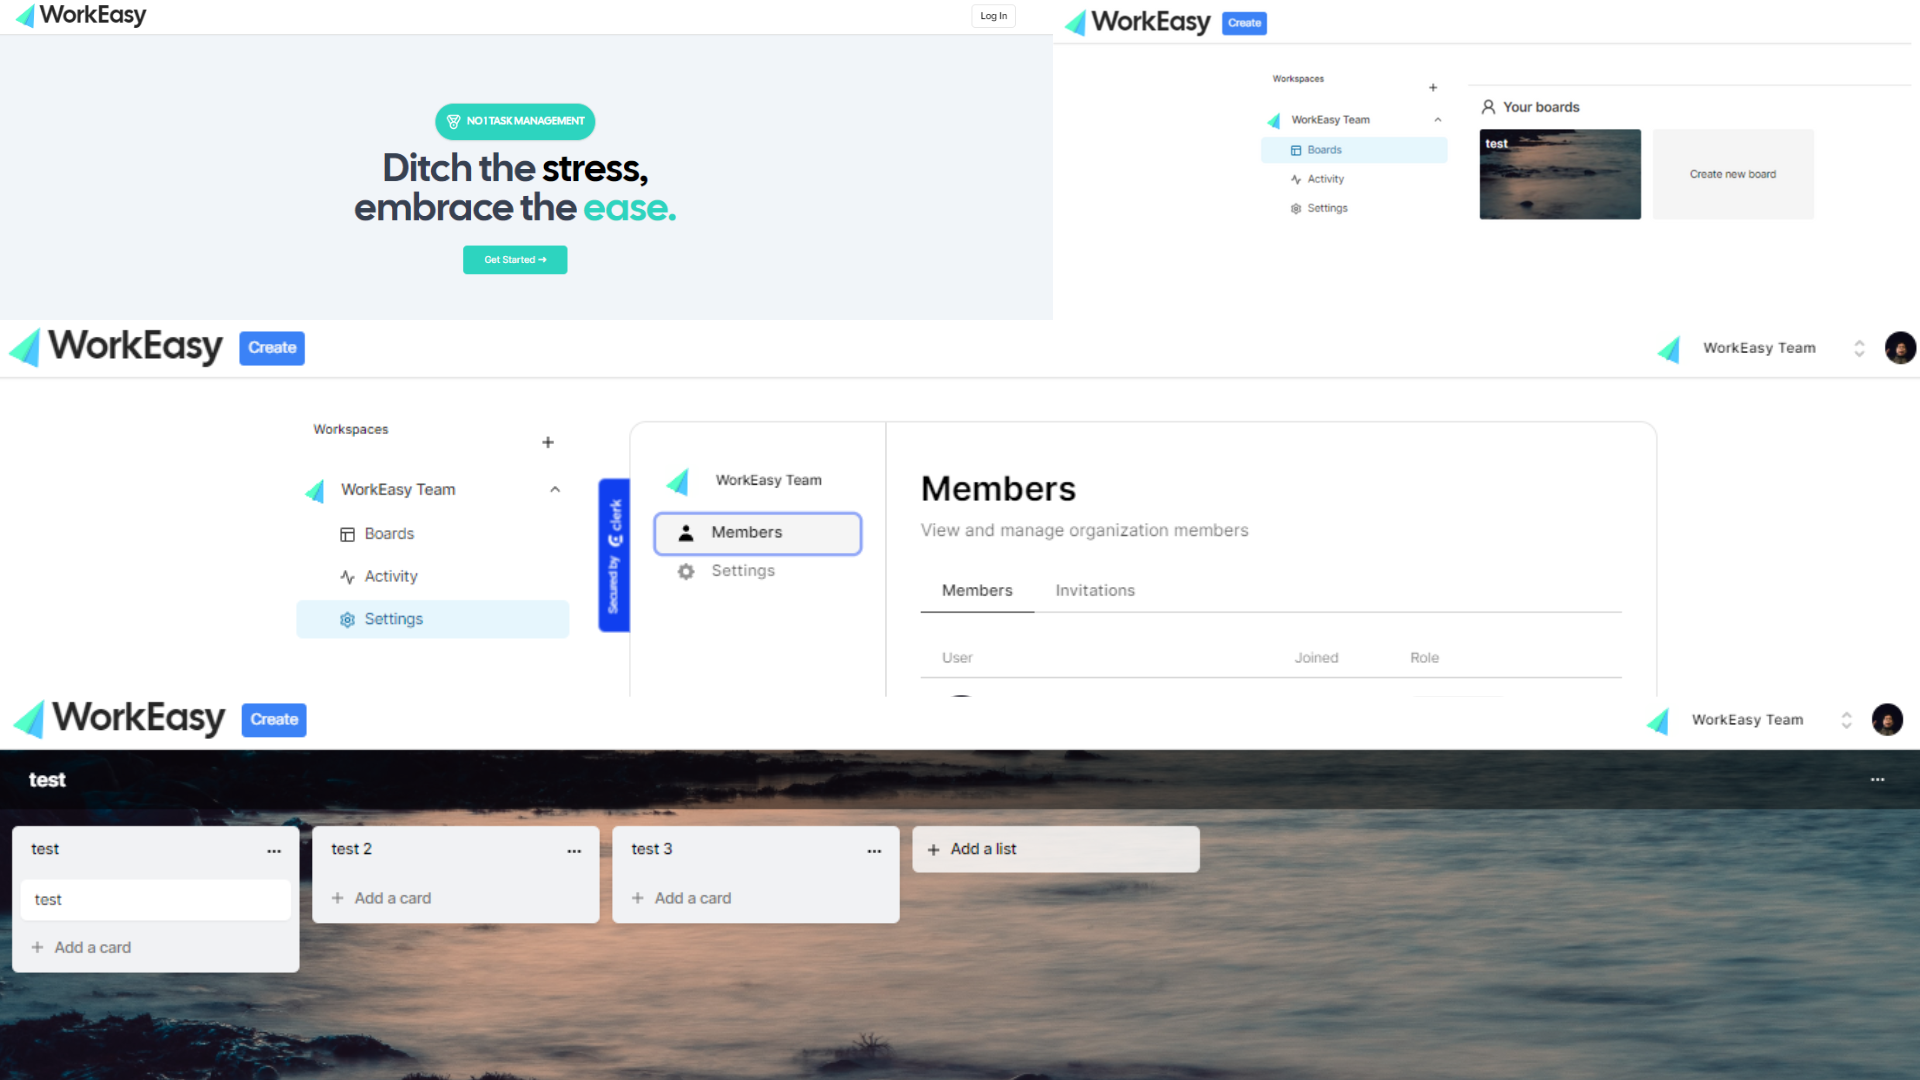 WorkEasy
Log In
NO 1 TASK MANAGEMENT
Ditch the stress,
embrace the ease.
Get Started →
WorkEasy Create
Workspaces
+
WorkEasy Team
Boards
Activity
Settings
Your boards
test
Create new board
WorkEasy Create
WorkEasy Team
Workspaces
+
WorkEasy Team
Boards
Activity
Settings
Secured by clerk
WorkEasy Team
Members
Settings
Members
View and manage organization members
Members Invitations
User Joined Role
WorkEasy Create
WorkEasy Team
test
...
test ...
test
+ Add a card
test 2 ...
+ Add a card
test 3 ...
+ Add a card
+ Add a list